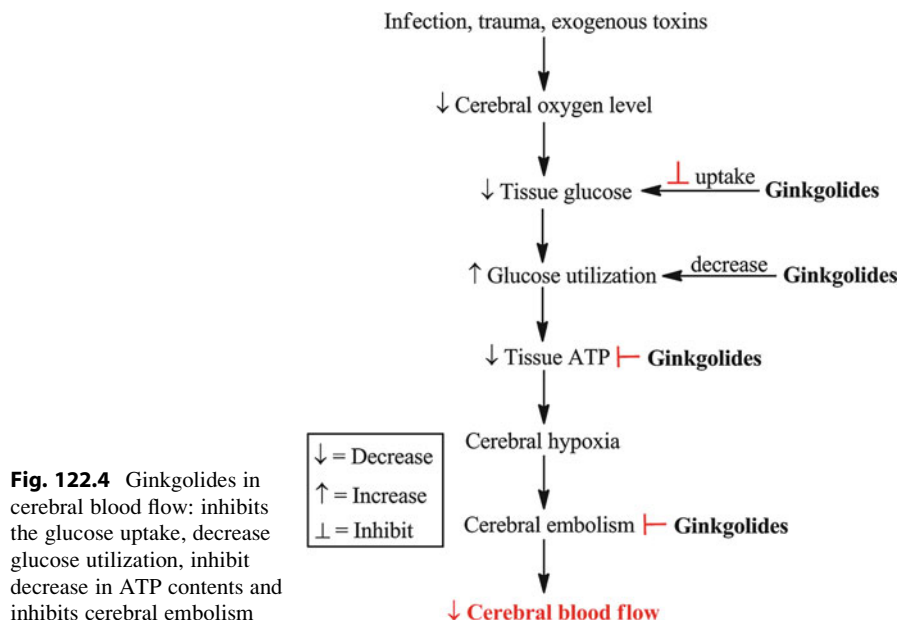 Infection, trauma, exogenous toxins
↓ Cerebral oxygen level
↓ Tissue glucose
⊥ uptake
Ginkgolides
↑ Glucose utilization
decrease
Ginkgolides
↓ Tissue ATP
Ginkgolides
Cerebral hypoxia
↓ = Decrease
↑ = Increase
⊥ = Inhibit
Cerebral embolism
Ginkgolides
↓ Cerebral blood flow
Fig. 122.4 Ginkgolides in
cerebral blood flow: inhibits
the glucose uptake, decrease
glucose utilization, inhibit
decrease in ATP contents and
inhibits cerebral embolism